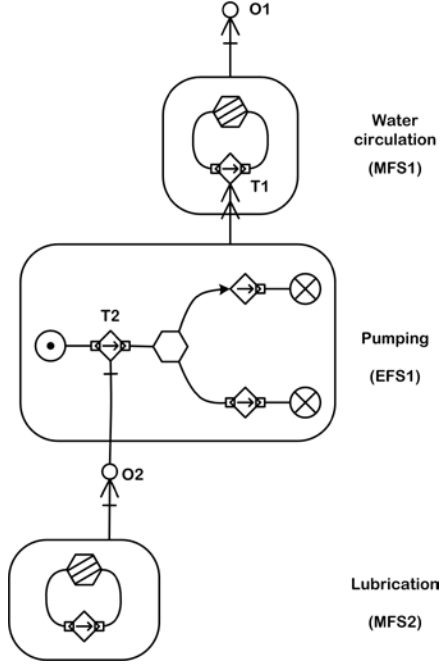 O1
Water
circulation
(MFS1)
T1
T2
Pumping
(EFS1)
O2
Lubrication
(MFS2)